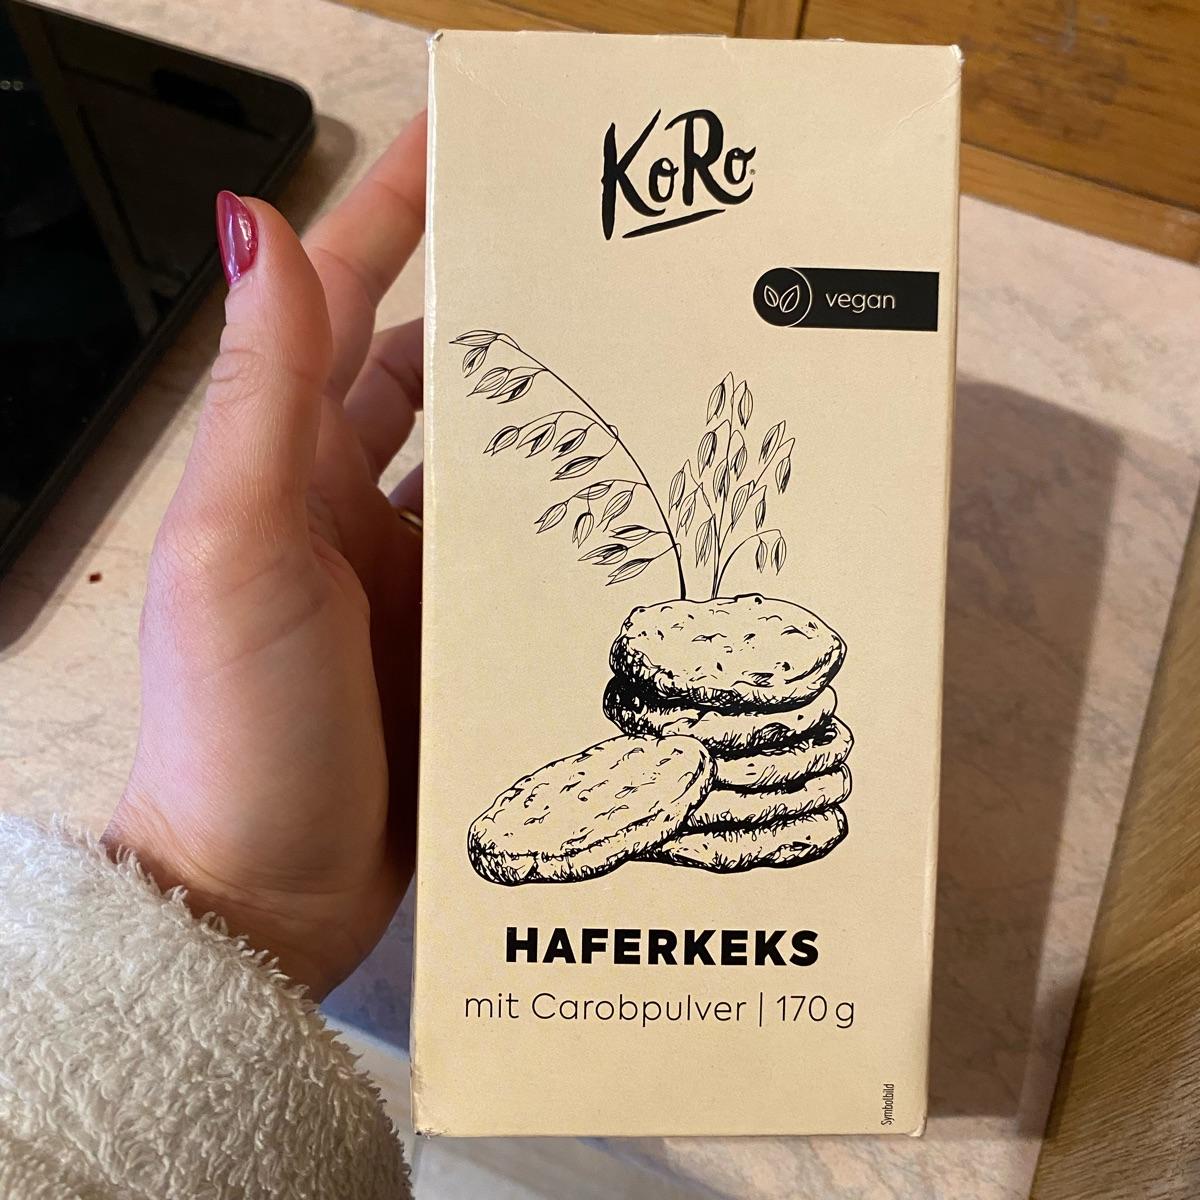 KoRo
vegan
HAFERKEKS
mit Carobpulver | 170 g
Symbolbild